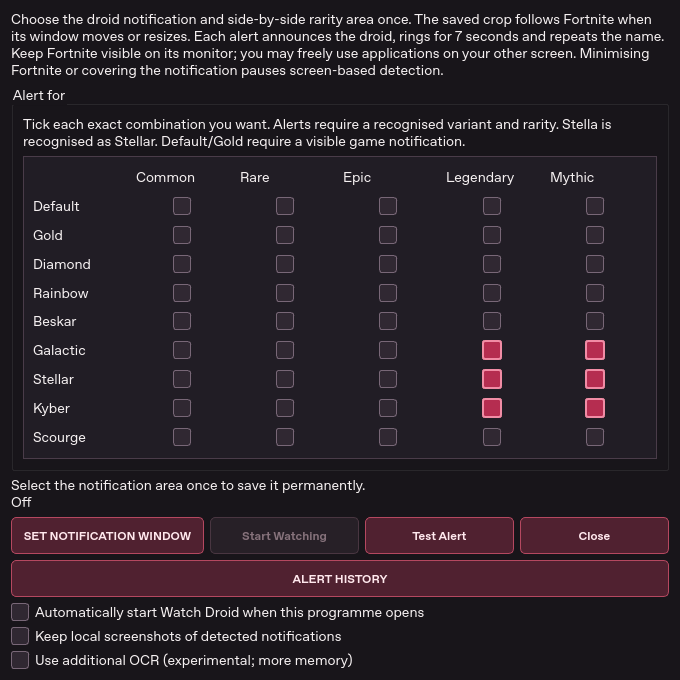 Choose the droid notification and side-by-side rarity area once. The saved crop follows Fortnite when
its window moves or resizes. Each alert announces the droid, rings for 7 seconds and repeats the name.
Keep Fortnite visible on its monitor; you may freely use applications on your other screen. Minimising
Fortnite or covering the notification pauses screen-based detection.
Alert for
Tick each exact combination you want. Alerts require a recognised variant and rarity. Stella is
recognised as Stellar. Default/Gold require a visible game notification.
Common Rare Epic Legendary Mythic
Default
Gold
Diamond
Rainbow
Beskar
Galactic
Stellar
Kyber
Scourge
Select the notification area once to save it permanently.
Off
SET NOTIFICATION WINDOW Start Watching Test Alert Close
ALERT HISTORY
Automatically start Watch Droid when this programme opens
Keep local screenshots of detected notifications
Use additional OCR (experimental; more memory)